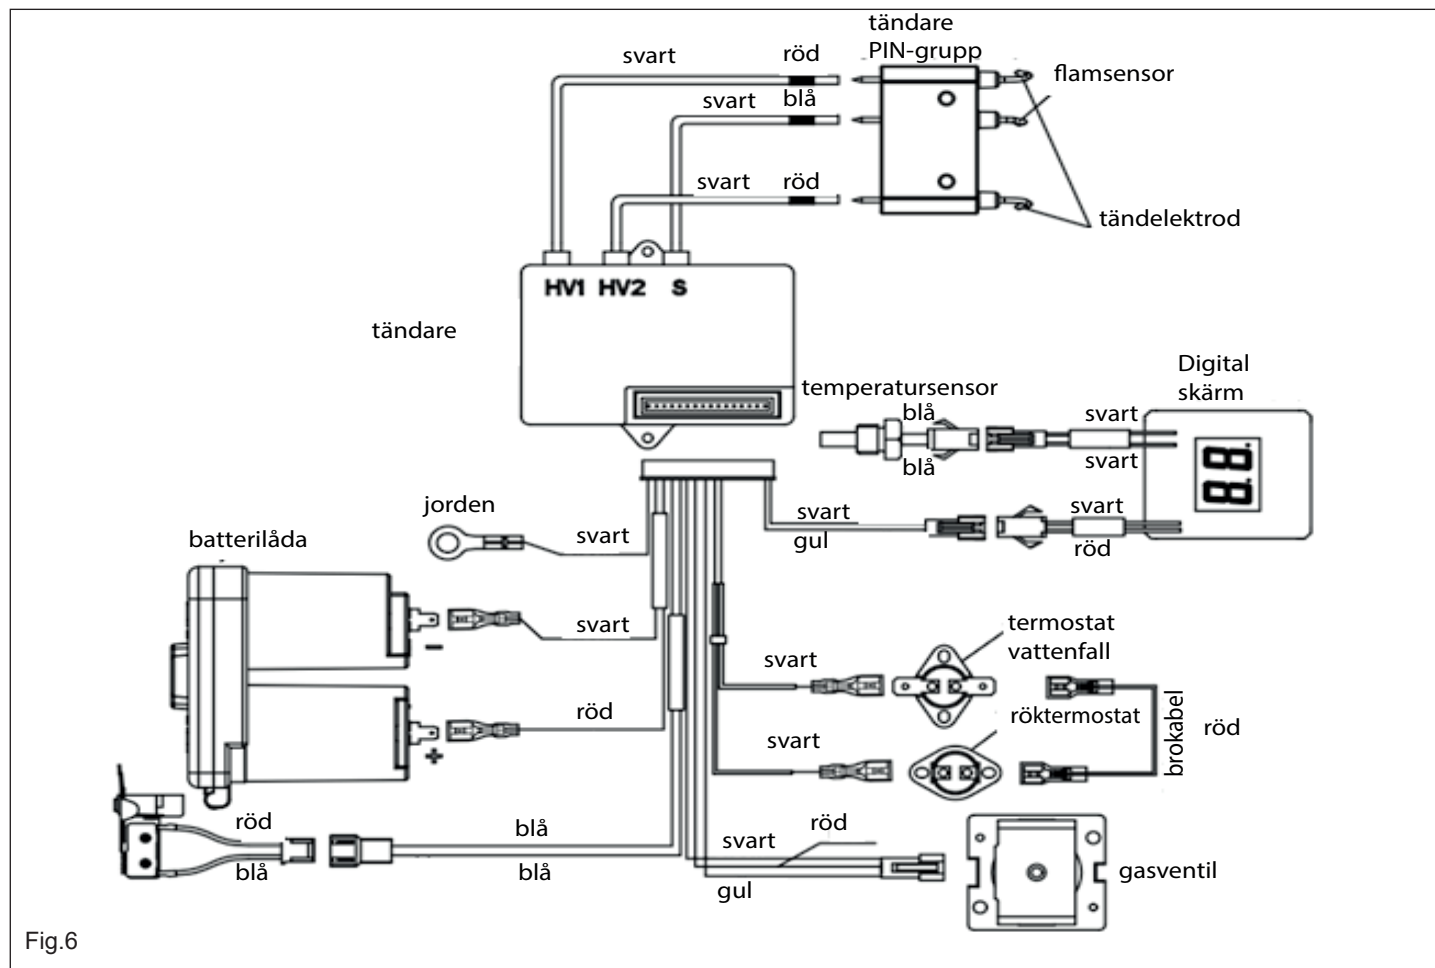 tändare
PIN-grupp
svart
röd
flamsensor
svart
blå
svart
röd
tändelektrod
HV1 HV2 S
tändare
temperatursensor
blå
blå
svart
svart
Digital
skärm
88
88
svart
gul
svart
röd
jorden
svart
batterilåda
svart
−
röd
+
svart
termostat
vattenfall
svart
röktermostat
brokabel
röd
röd
blå
blå
blå
svart
röd
gul
gasventil
Fig.6